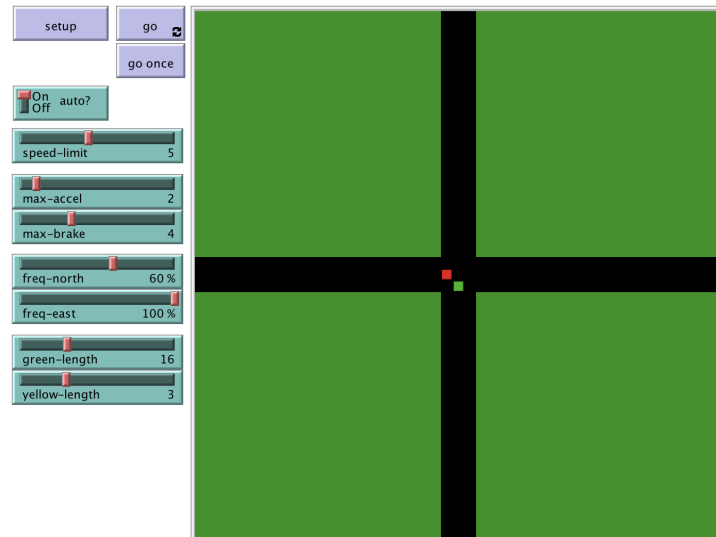 setup
go
go once
On
Off
auto?
speed-limit 5
max-accel 2
max-brake 4
freq-north 60 %
freq-east 100 %
green-length 16
yellow-length 3